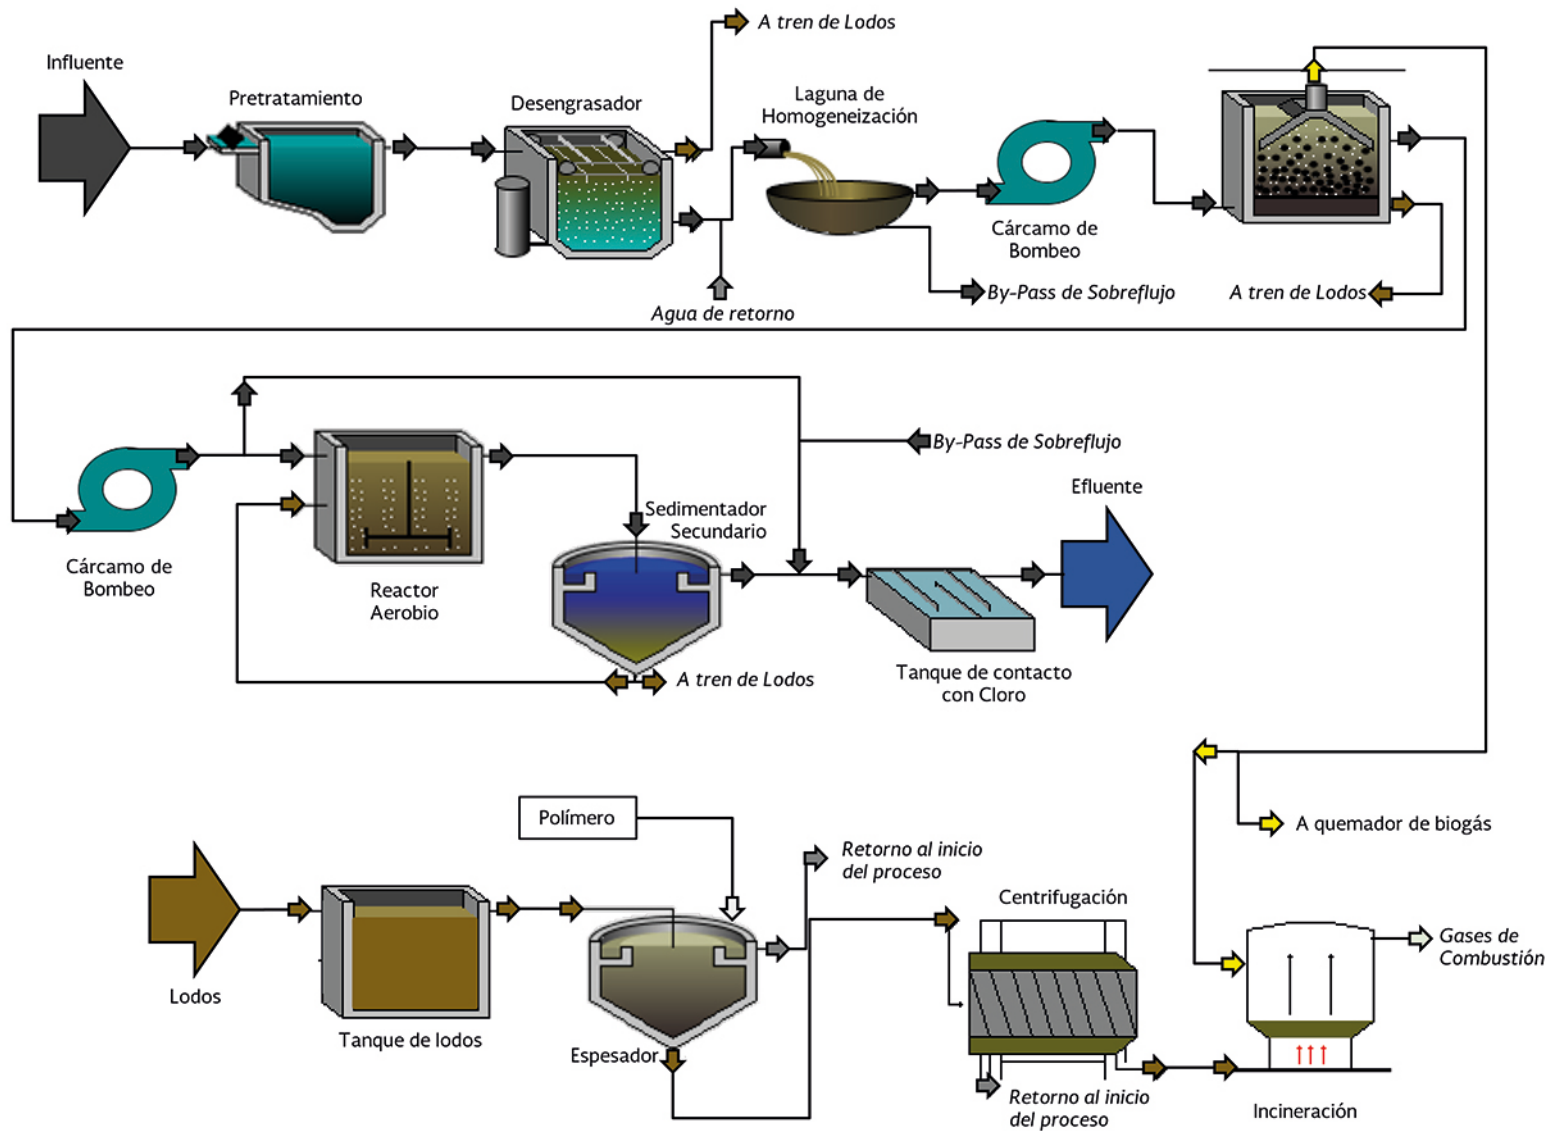 A tren de Lodos
Influente
Pretratamiento
Desengrasador
Laguna de
Homogeneización
Cárcamo de
Bombeo
Agua de retorno
By-Pass de Sobreflujo
A tren de Lodos
By-Pass de Sobreflujo
Efluente
Sedimentador
Secundario
Cárcamo de
Bombeo
Reactor
Aerobio
A tren de Lodos
Tanque de contacto
con Cloro
Polímero
A quemador de biogás
Retorno al inicio
del proceso
Centrifugación
Gases de
Combustión
Lodos
Tanque de lodos
Espesador
Retorno al inicio
del proceso
Incineración